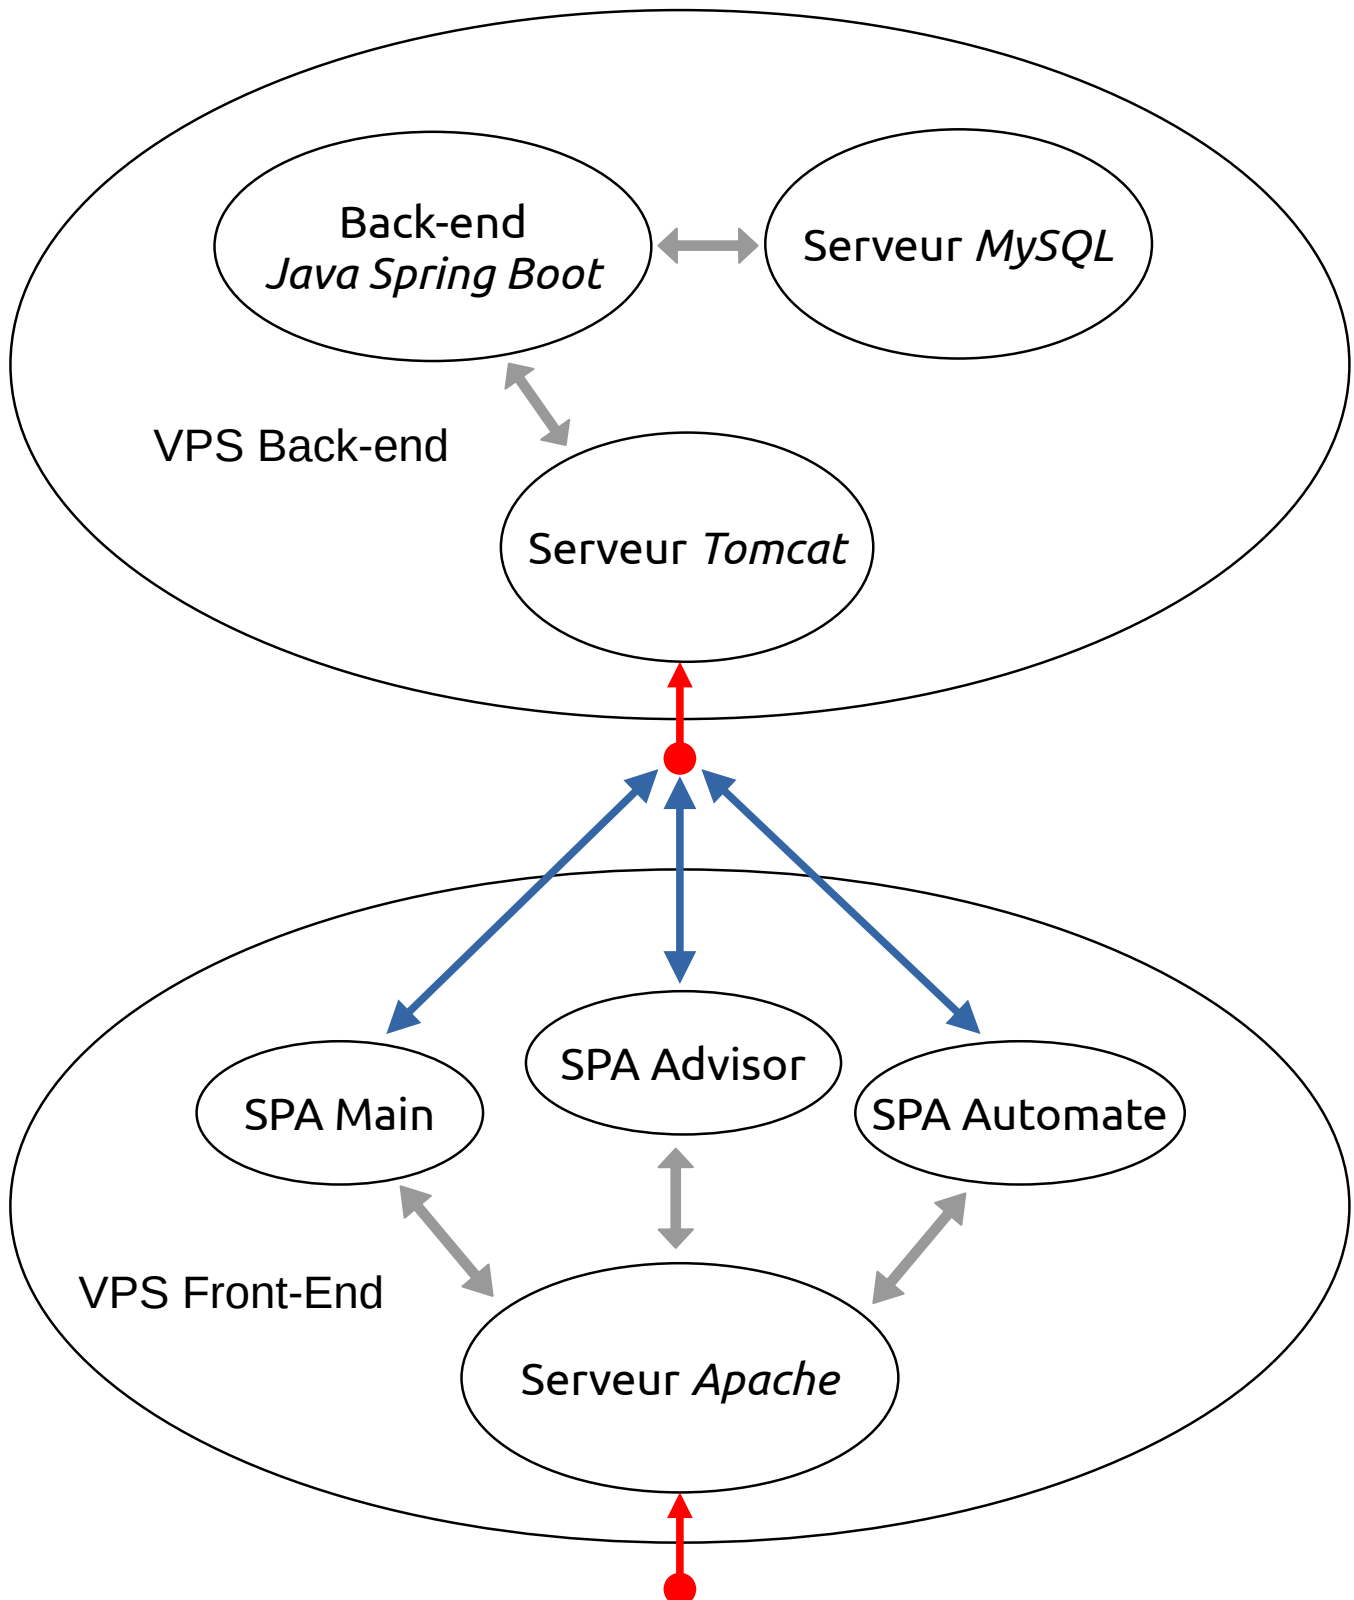 Back-end
Java Spring Boot
Serveur MySQL
VPS Back-end
Serveur Tomcat
SPA Advisor
SPA Main
SPA Automate
VPS Front-End
Serveur Apache